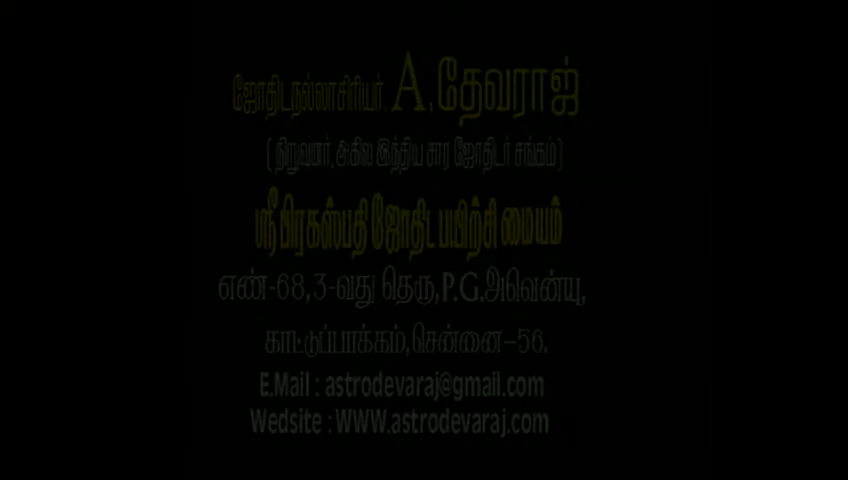 ஜோதிடநல்லாசிரியர். A. தேவராஜ்
( நிறுவனர், அகில இந்திய சார ஜோதிடர் சங்கம்)
ஸ்ரீ பிரகஸ்பதி ஜோதிட பயிற்சி மையம்
எண்-68,3-வது தெரு,P.G.அவென்யு,
காட்டுப்பாக்கம்,சென்னை-56.
E.Mail : astrodevaraj@gmail.com
Wedsite : WWW.astrodevaraj.com